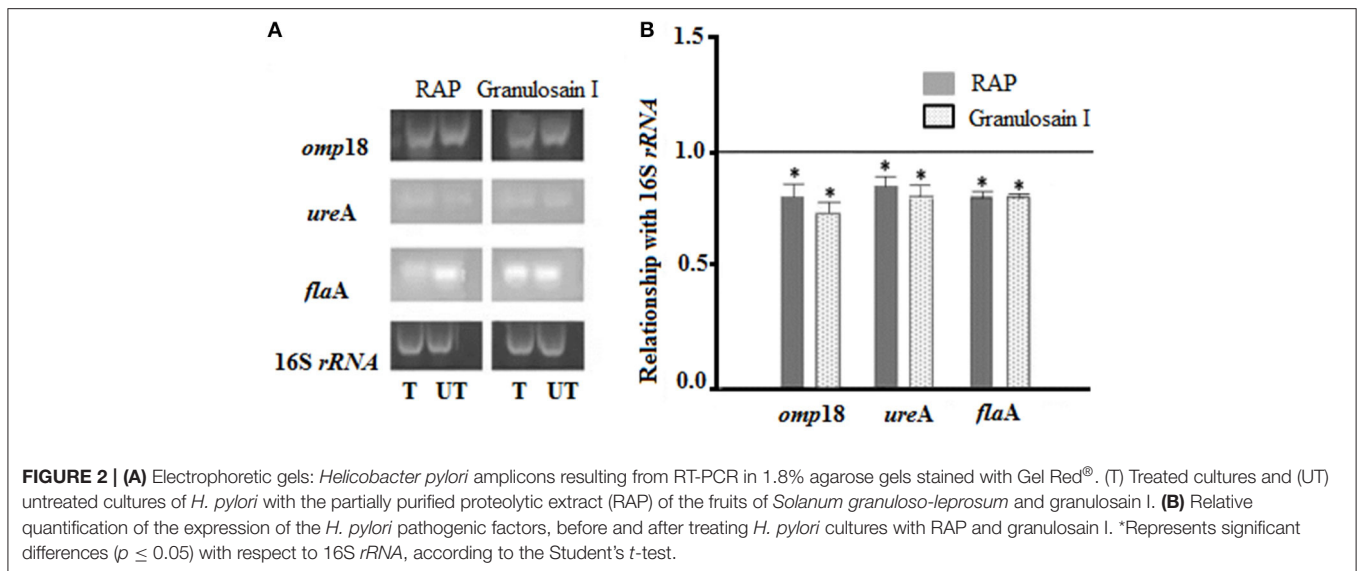 A
RAP Granulosain I
omp18
ureA
flaA
16S rRNA
T UT T UT
B
Relationship with 16S rRNA
1.5
1.0
0.5
0.0
RAP
Granulosain I
* * * * * *
omp18 ureA flaA
FIGURE 2 | (A) Electrophoretic gels: Helicobacter pylori amplicons resulting from RT-PCR in 1.8% agarose gels stained with Gel Red®. (T) Treated cultures and (UT)
untreated cultures of H. pylori with the partially purified proteolytic extract (RAP) of the fruits of Solanum granuloso-leprosum and granulosain I. (B) Relative
quantification of the expression of the H. pylori pathogenic factors, before and after treating H. pylori cultures with RAP and granulosain I. *Represents significant
differences (p ≤ 0.05) with respect to 16S rRNA, according to the Student's t-test.